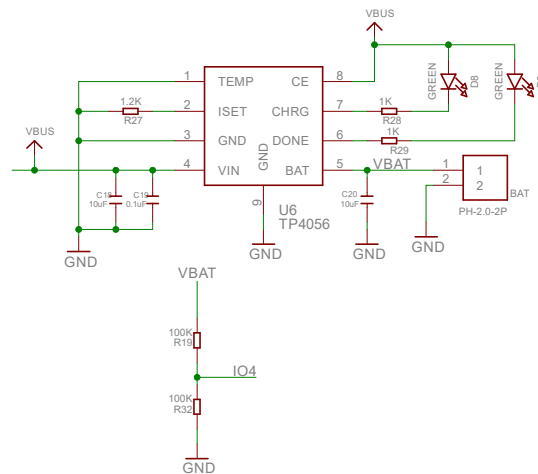 VBUS
GREEN
D8
GREEN
1 TEMP CE 8
1.2K
R27
2 ISET CHRG 7
1K
R28
3 GND DONE 6
1K
R29
VBUS
4 VIN GND BAT 5
VBAT
1 1
2 2
BAT
PH-2.0-2P
C18
10uF
C19
0.1uF
9
U6
TP4056
C20
10uF
GND
GND
GND
GND
VBAT
100K
R19
IO4
100K
R32
GND